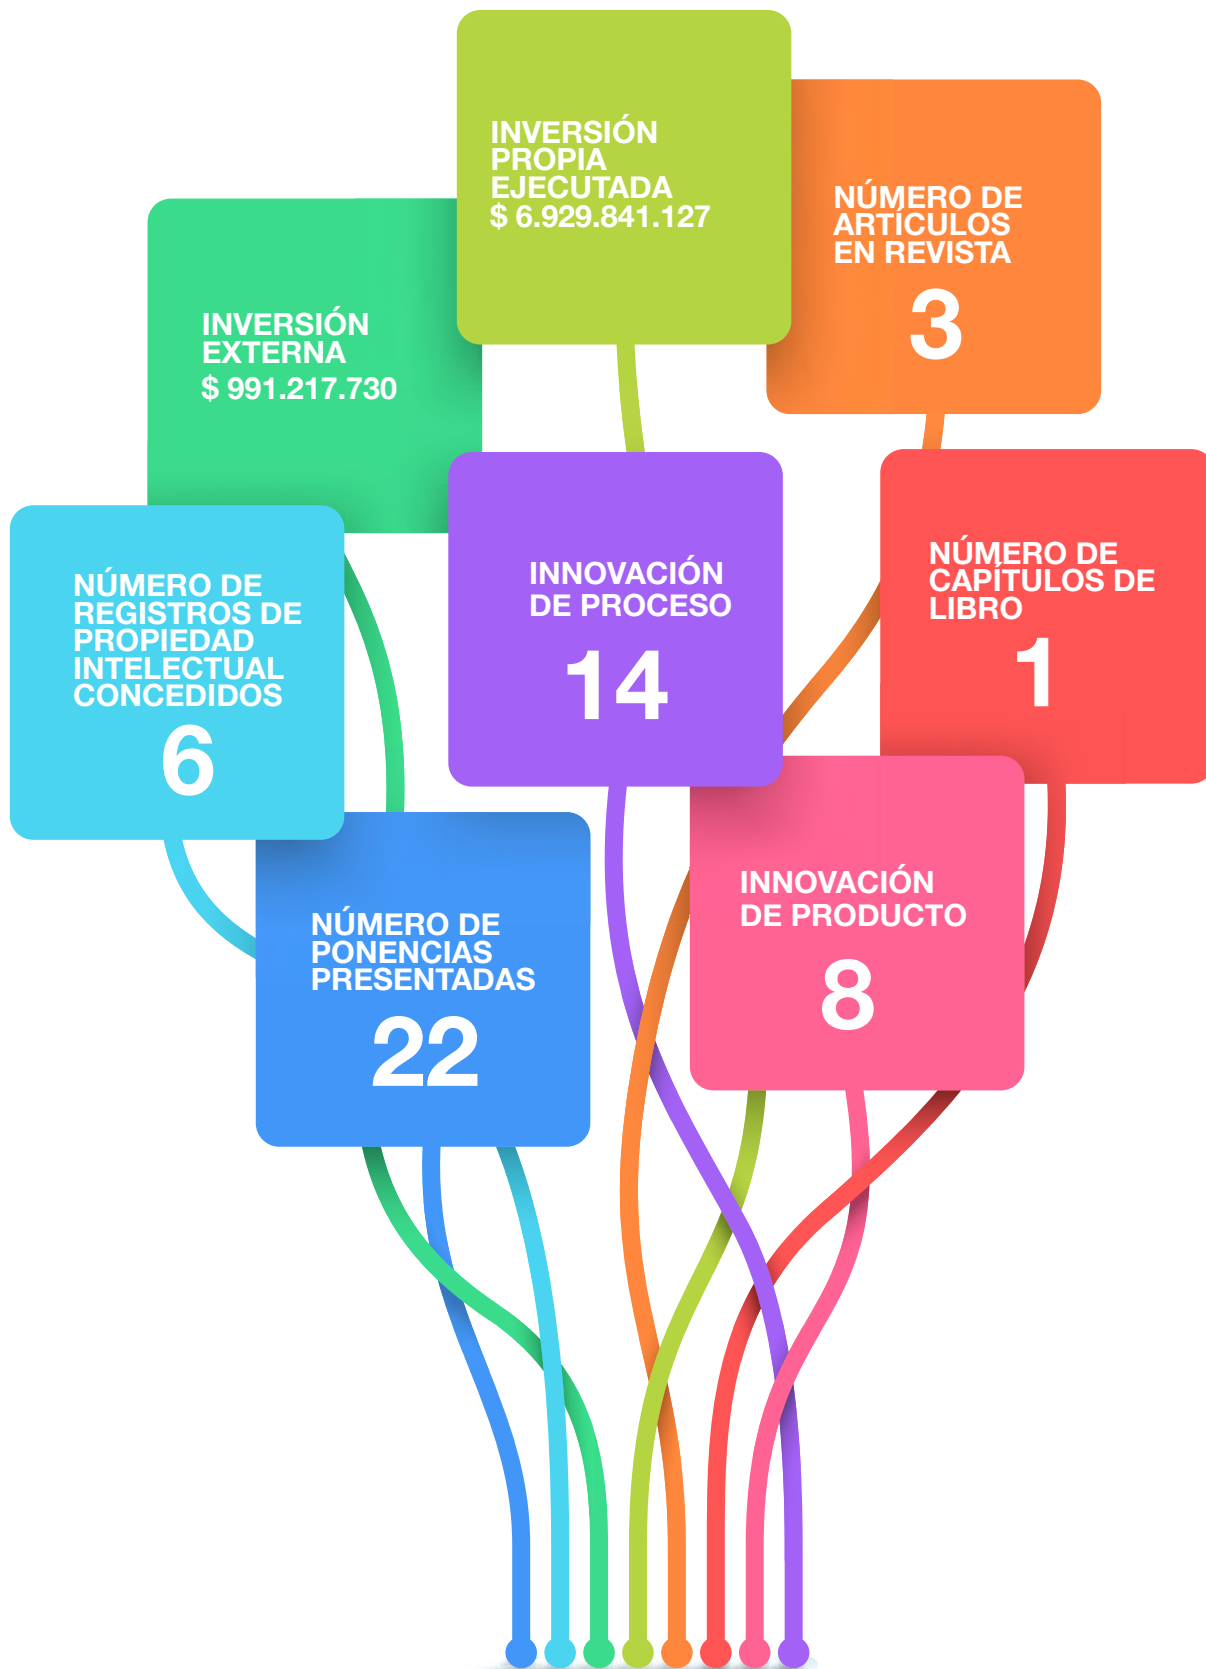 INVERSIÓN
PROPIA
EJECUTADA
$ 6.929.841.127
NÚMERO DE
ARTÍCULOS
EN REVISTA
3
INVERSIÓN
EXTERNA
$ 991.217.730
INNOVACIÓN
DE PROCESO
14
NÚMERO DE
CAPÍTULOS DE
LIBRO
1
NÚMERO DE
REGISTROS DE
PROPIEDAD
INTELECTUAL
CONCEDIDOS
6
INNOVACIÓN
DE PRODUCTO
8
NÚMERO DE
PONENCIAS
PRESENTADAS
22